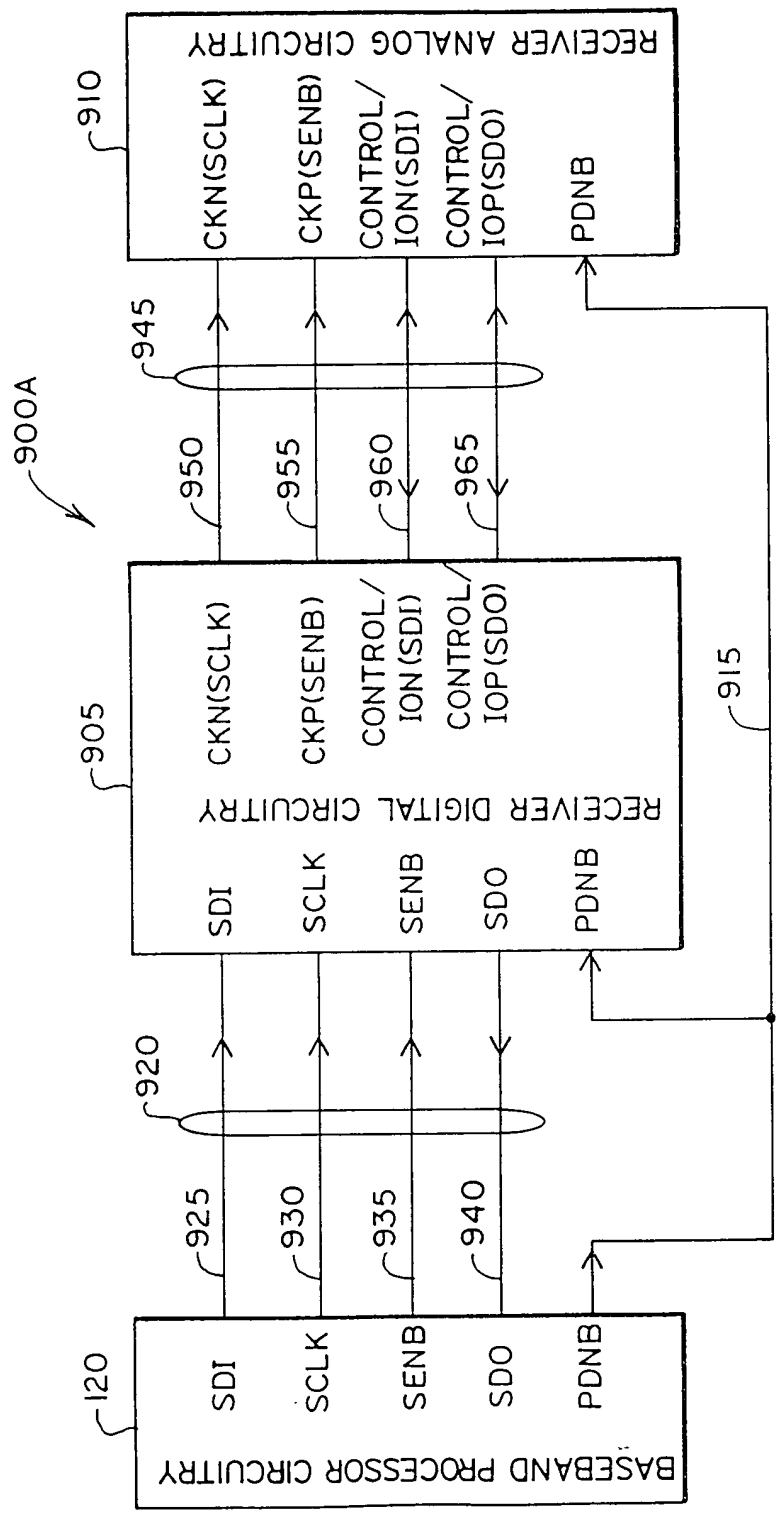 900A
120
BASEBAND PROCESSOR CIRCUITRY
SDI
SCLK
SENB
SDO
PDNB
925
930
935
940
920
905
SDI
SCLK
SENB
SDO
PDNB
RECEIVER DIGITAL CIRCUITRY
CKN(SCLK)
CKP(SENB)
CONTROL/
ION(SDI)
CONTROL/
IOP(SDO)
950
955
960
965
945
915
910
CKN(SCLK)
CKP(SENB)
CONTROL/
ION(SDI)
CONTROL/
IOP(SDO)
PDNB
RECEIVER ANALOG CIRCUITRY